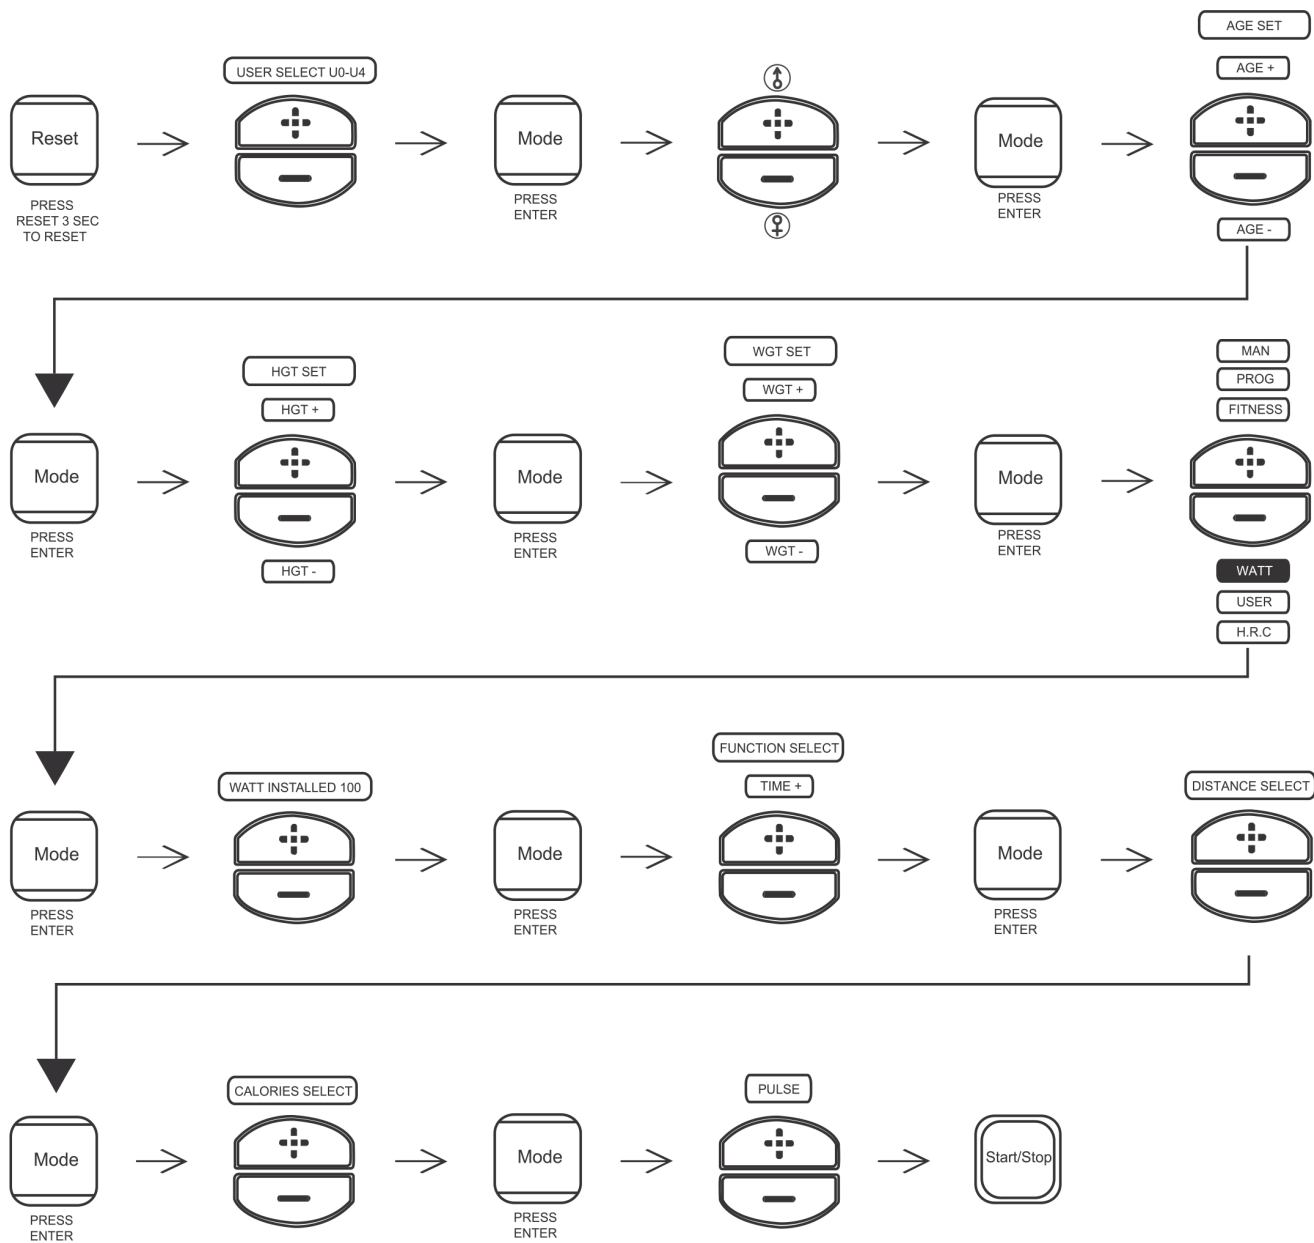 AGE SET
USER SELECT U0-U4
AGE +
Reset
Mode
Mode
PRESS
RESET 3 SEC
TO RESET
PRESS
ENTER
PRESS
ENTER
AGE -
HGT SET
HGT +
WGT SET
WGT +
MAN
PROG
FITNESS
Mode
Mode
Mode
PRESS
ENTER
HGT -
PRESS
ENTER
WGT -
PRESS
ENTER
WATT
USER
H.R.C
WATT INSTALLED 100
FUNCTION SELECT
TIME +
DISTANCE SELECT
Mode
Mode
Mode
PRESS
ENTER
PRESS
ENTER
PRESS
ENTER
CALORIES SELECT
PULSE
Mode
Mode
Start/Stop
PRESS
ENTER
PRESS
ENTER